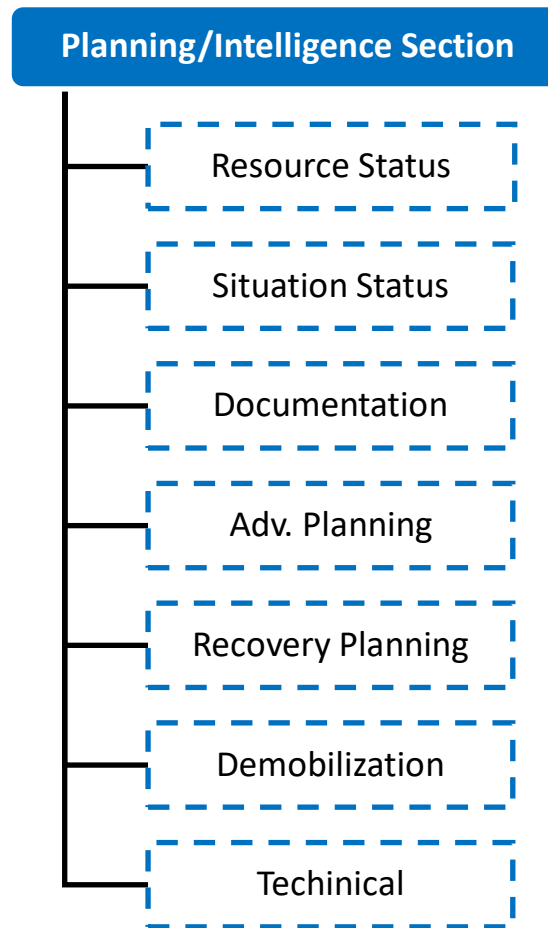 Planning/Intelligence Section
Resource Status
Situation Status
Documentation
Adv. Planning
Recovery Planning
Demobilization
Techinical